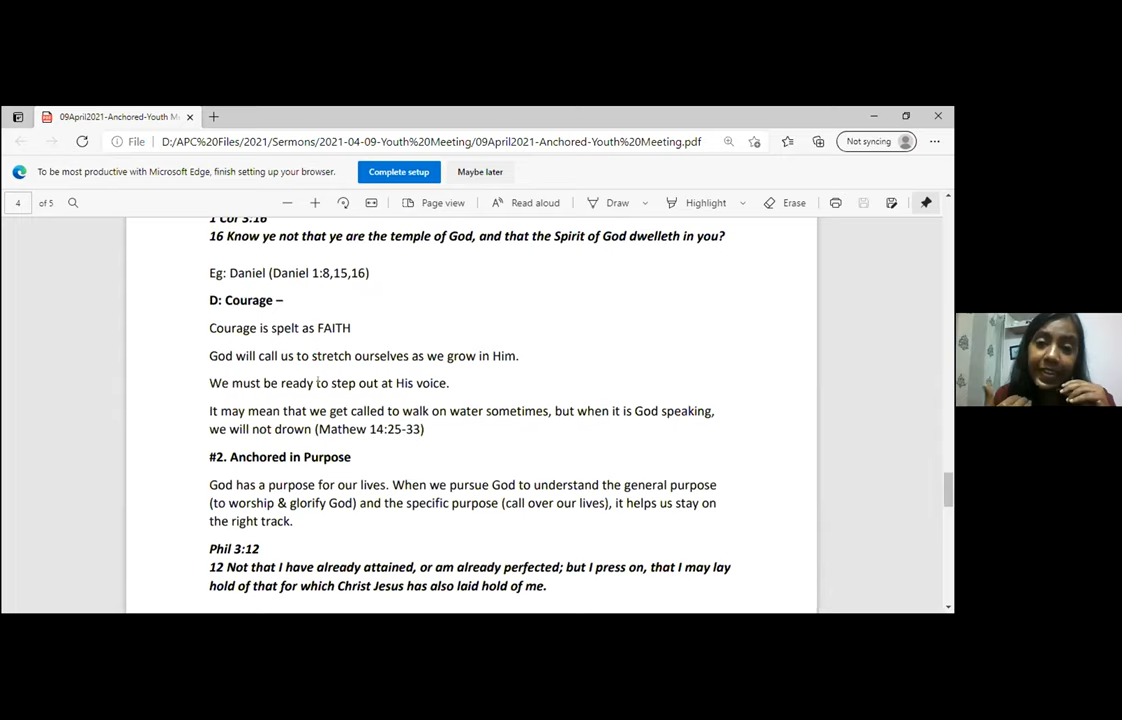 09April2021-Anchored-Youth M
File D:/APC%20Files/2021/Sermons/2021-04-09-Youth%20Meeting/09April2021-Anchored-Youth%20Meeting.pdf Not syncing
To be most productive with Microsoft Edge, finish setting up your browser. Complete setup Maybe later
4 of 5 Page view Read aloud Draw Highlight Erase
1 Cor 3:16
16 Know ye not that ye are the temple of God, and that the Spirit of God dwelleth in you?
Eg: Daniel (Daniel 1:8,15,16)
D: Courage –
Courage is spelt as FAITH
God will call us to stretch ourselves as we grow in Him.
We must be ready to step out at His voice.
It may mean that we get called to walk on water sometimes, but when it is God speaking,
we will not drown (Mathew 14:25-33)
#2. Anchored in Purpose
God has a purpose for our lives. When we pursue God to understand the general purpose
(to worship & glorify God) and the specific purpose (call over our lives), it helps us stay on
the right track.
Phil 3:12
12 Not that I have already attained, or am already perfected; but I press on, that I may lay
hold of that for which Christ Jesus has also laid hold of me.